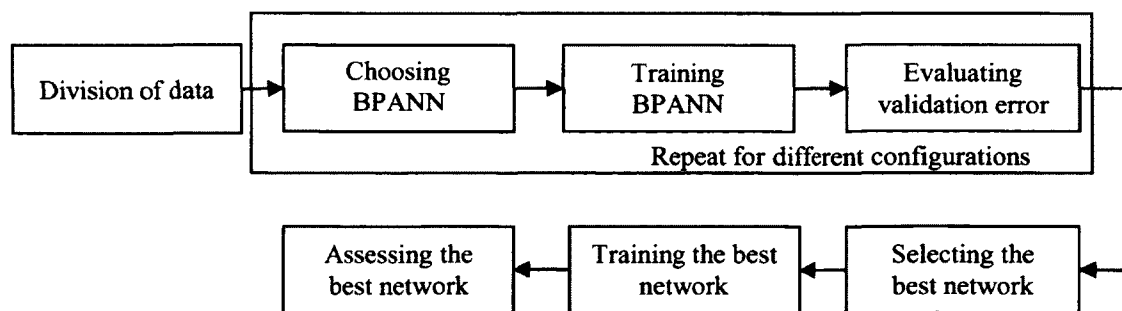 Division of data
Choosing
BPANN
Training
BPANN
Evaluating
validation error
Repeat for different configurations
Selecting the
best network
Training the best
network
Assessing the
best network